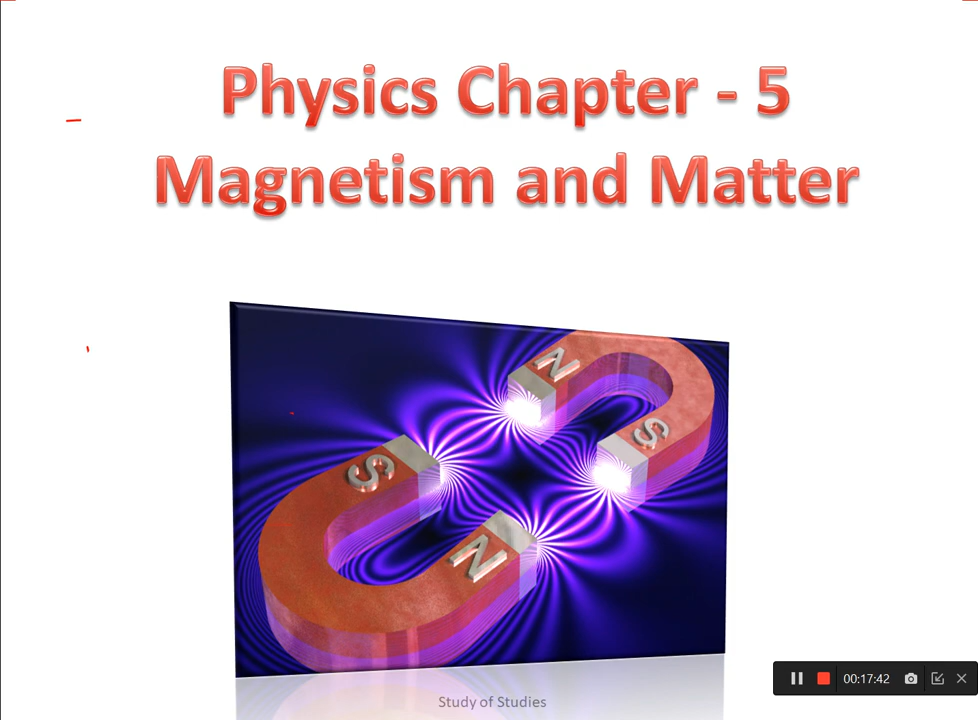 Physics Chapter - 5
Magnetism and Matter
N
S
S
N
Study of Studies
00:17:42